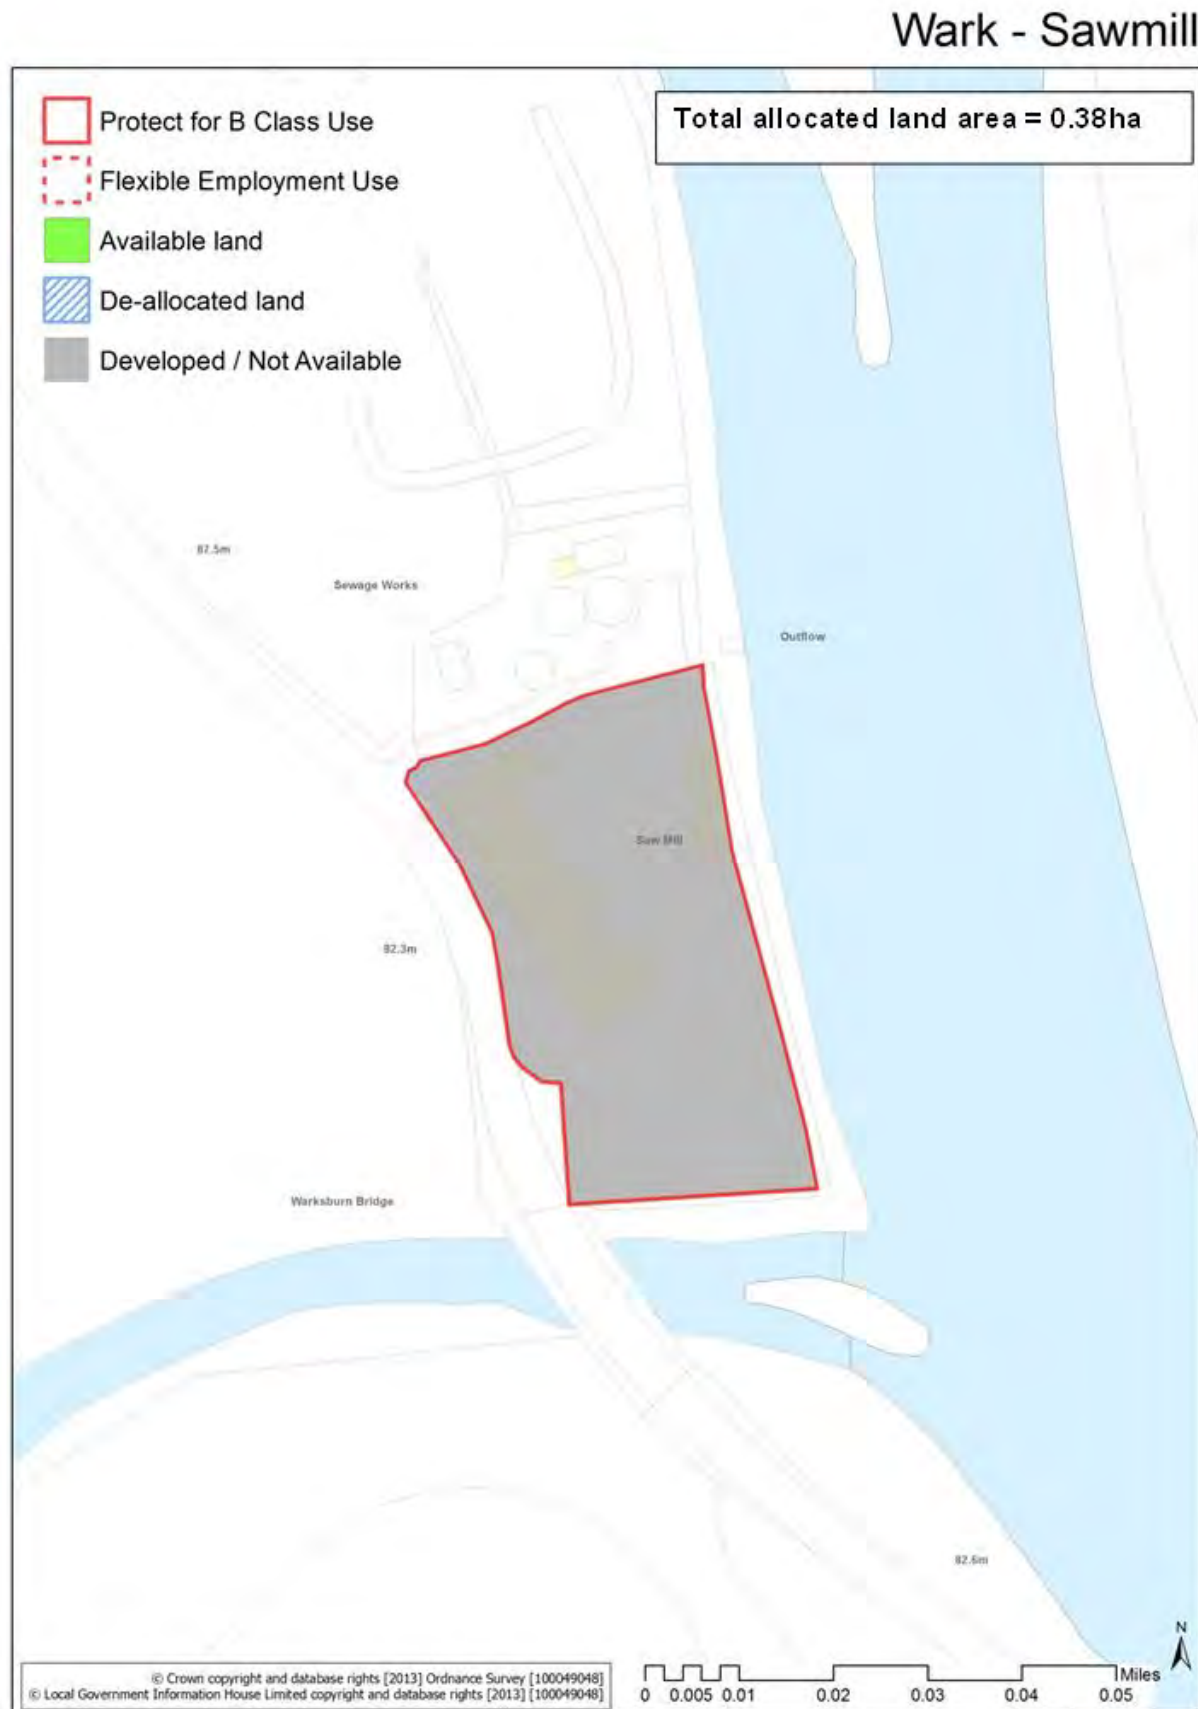 Wark - Sawmill
Protect for B Class Use
Flexible Employment Use
Available land
De-allocated land
Developed / Not Available
Total allocated land area = 0.38ha
87.5m
Sewage Works
Outflow
Saw Mill
82.3m
Warksburn Bridge
82.6m
N
© Crown copyright and database rights [2013] Ordnance Survey [100049048]
© Local Government Information House Limited copyright and database rights [2013] [100049048]
Miles
0 0.005 0.01 0.02 0.03 0.04 0.05